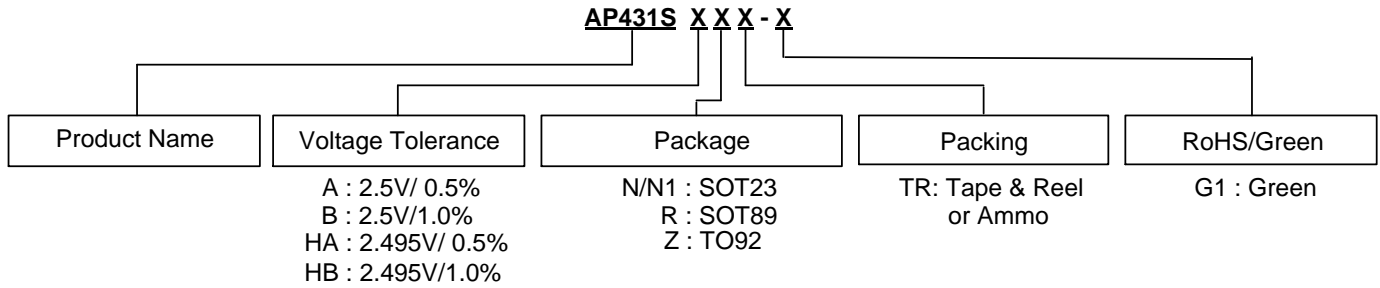 AP431S X X X - X
Product Name
Voltage Tolerance
Package
Packing
RoHS/Green
A : 2.5V/ 0.5%
B : 2.5V/1.0%
HA : 2.495V/ 0.5%
HB : 2.495V/1.0%
N/N1 : SOT23
R : SOT89
Z : TO92
TR: Tape & Reel
or Ammo
G1 : Green